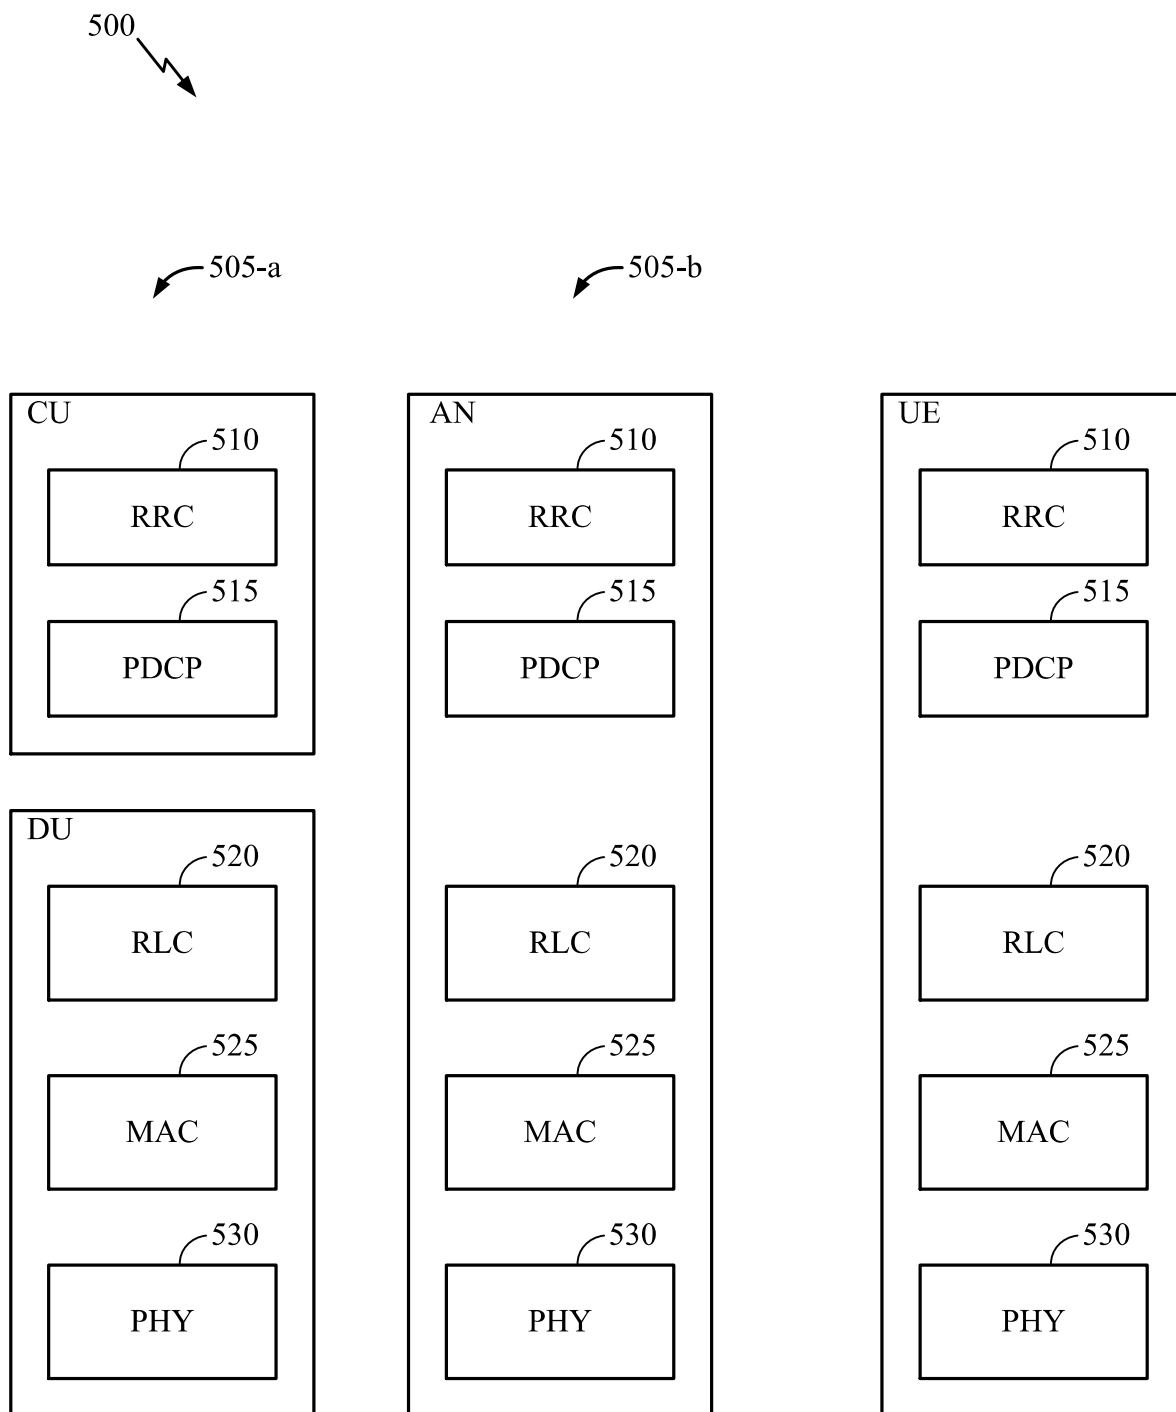 500
505-a 505-b
CU AN UE
510 510 510
RRC RRC RRC
515 515 515
PDCP PDCP PDCP
DU
520 520 520
RLC RLC RLC
525 525 525
MAC MAC MAC
530 530 530
PHY PHY PHY